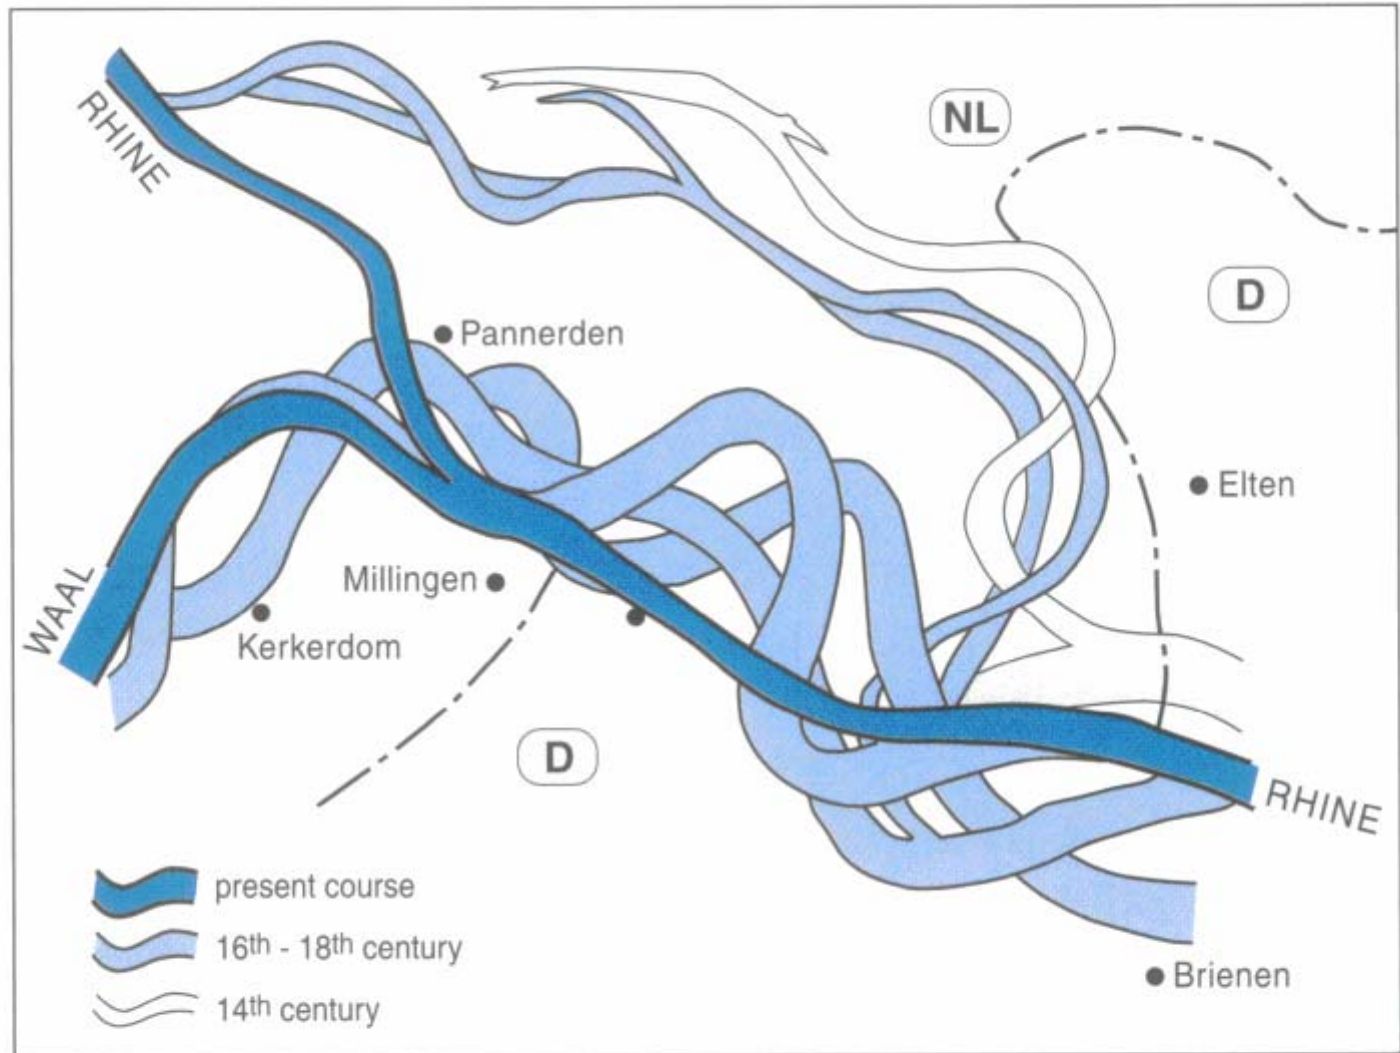 RHINE
NL
D
Pannerden
Elten
Millingen
WAAL
Kerkerdom
D
RHINE
present course
16th - 18th century
14th century
Brienen